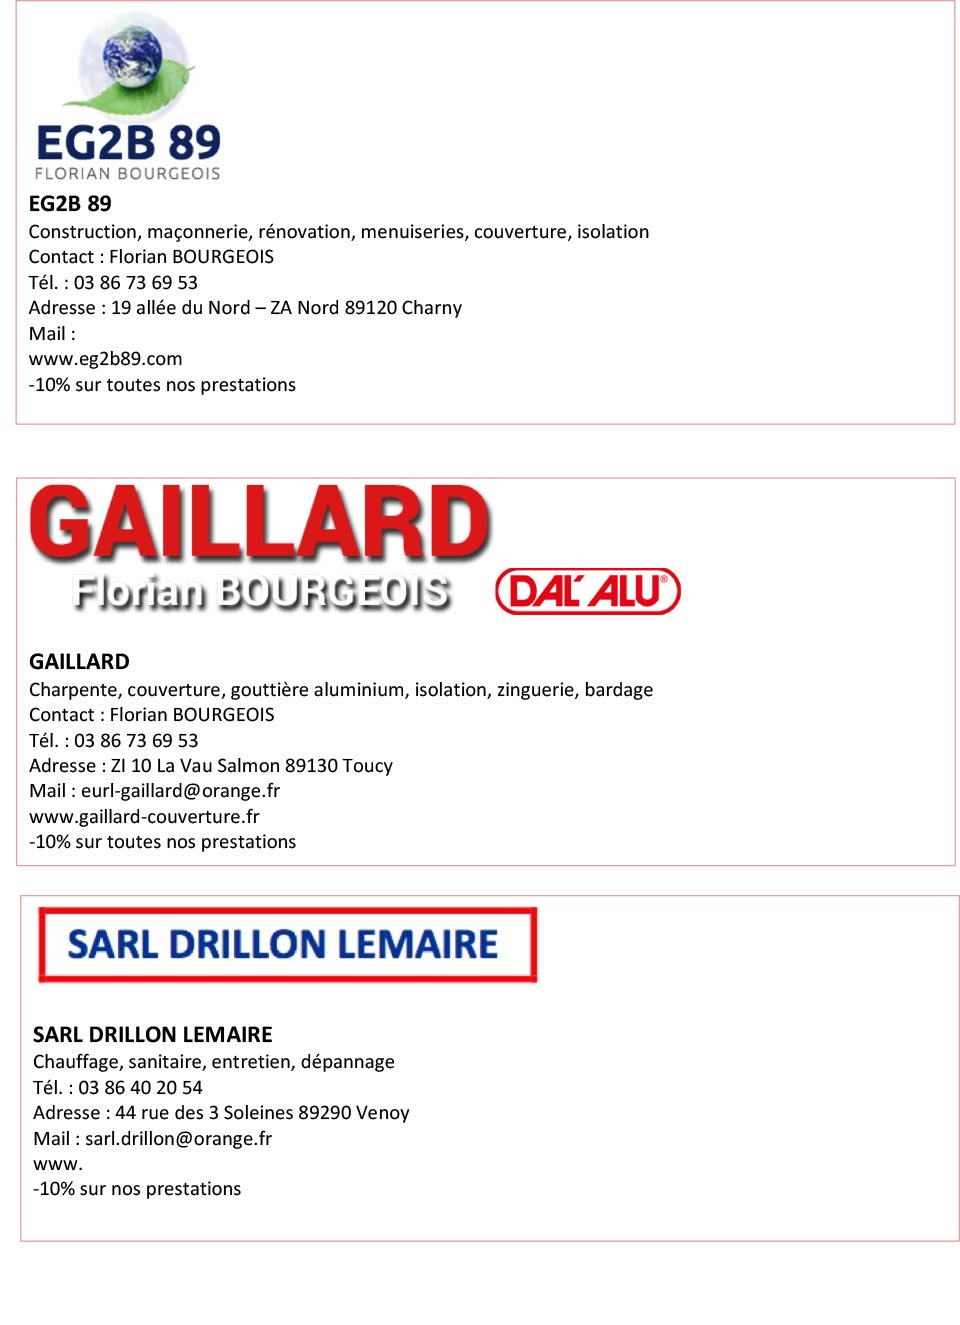 EG2B 89
FLORIAN BOURGEOIS
EG2B 89
Construction, maçonnerie, rénovation, menuiseries, couverture, isolation
Contact : Florian BOURGEOIS
Tél. : 03 86 73 69 53
Adresse : 19 allée du Nord – ZA Nord 89120 Charny
Mail :
www.eg2b89.com
-10% sur toutes nos prestations
GAILLARD
Florian BOURGEOIS
DAL'ALU®
GAILLARD
Charpente, couverture, gouttière aluminium, isolation, zinguerie, bardage
Contact : Florian BOURGEOIS
Tél. : 03 86 73 69 53
Adresse : ZI 10 La Vau Salmon 89130 Toucy
Mail : eurl-gaillard@orange.fr
www.gaillard-couverture.fr
-10% sur toutes nos prestations
SARL DRILLON LEMAIRE
SARL DRILLON LEMAIRE
Chauffage, sanitaire, entretien, dépannage
Tél. : 03 86 40 20 54
Adresse : 44 rue des 3 Soleines 89290 Venoy
Mail : sarl.drillon@orange.fr
www.
-10% sur nos prestations